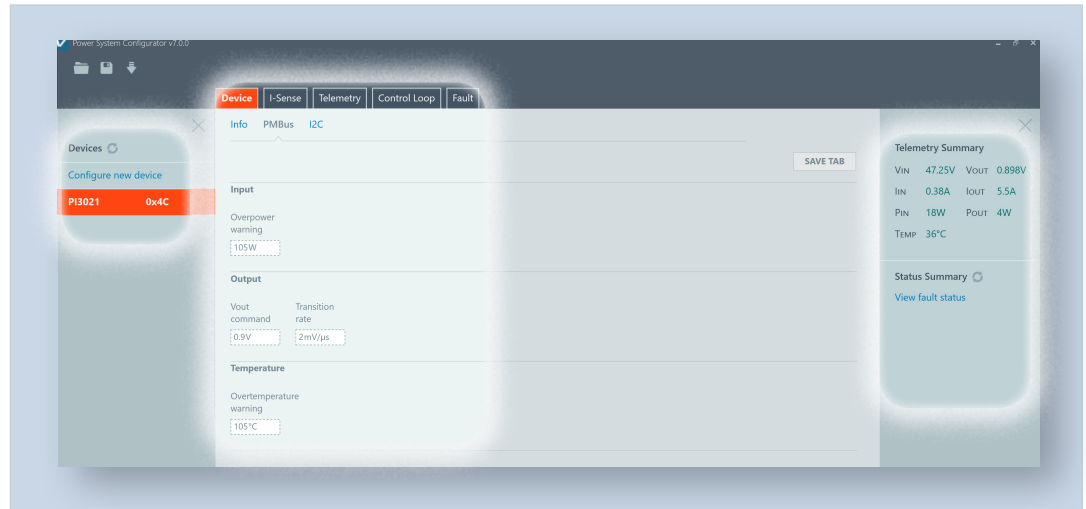 Power System Configurator v7.0.0
Device I-Sense Telemetry Control Loop Fault
Info PMBus I2C
SAVE TAB
Devices
Configure new device
PI3021 0x4C
Input
Overpower
warning
105W
Output
Vout
command
0.9V
Transition
rate
2mV/µs
Temperature
Overtemperature
warning
105°C
Telemetry Summary
VIN 47.25V VOUT 0.898V
IIN 0.38A IOUT 5.5A
PIN 18W POUT 4W
TEMP 36°C
Status Summary
View fault status